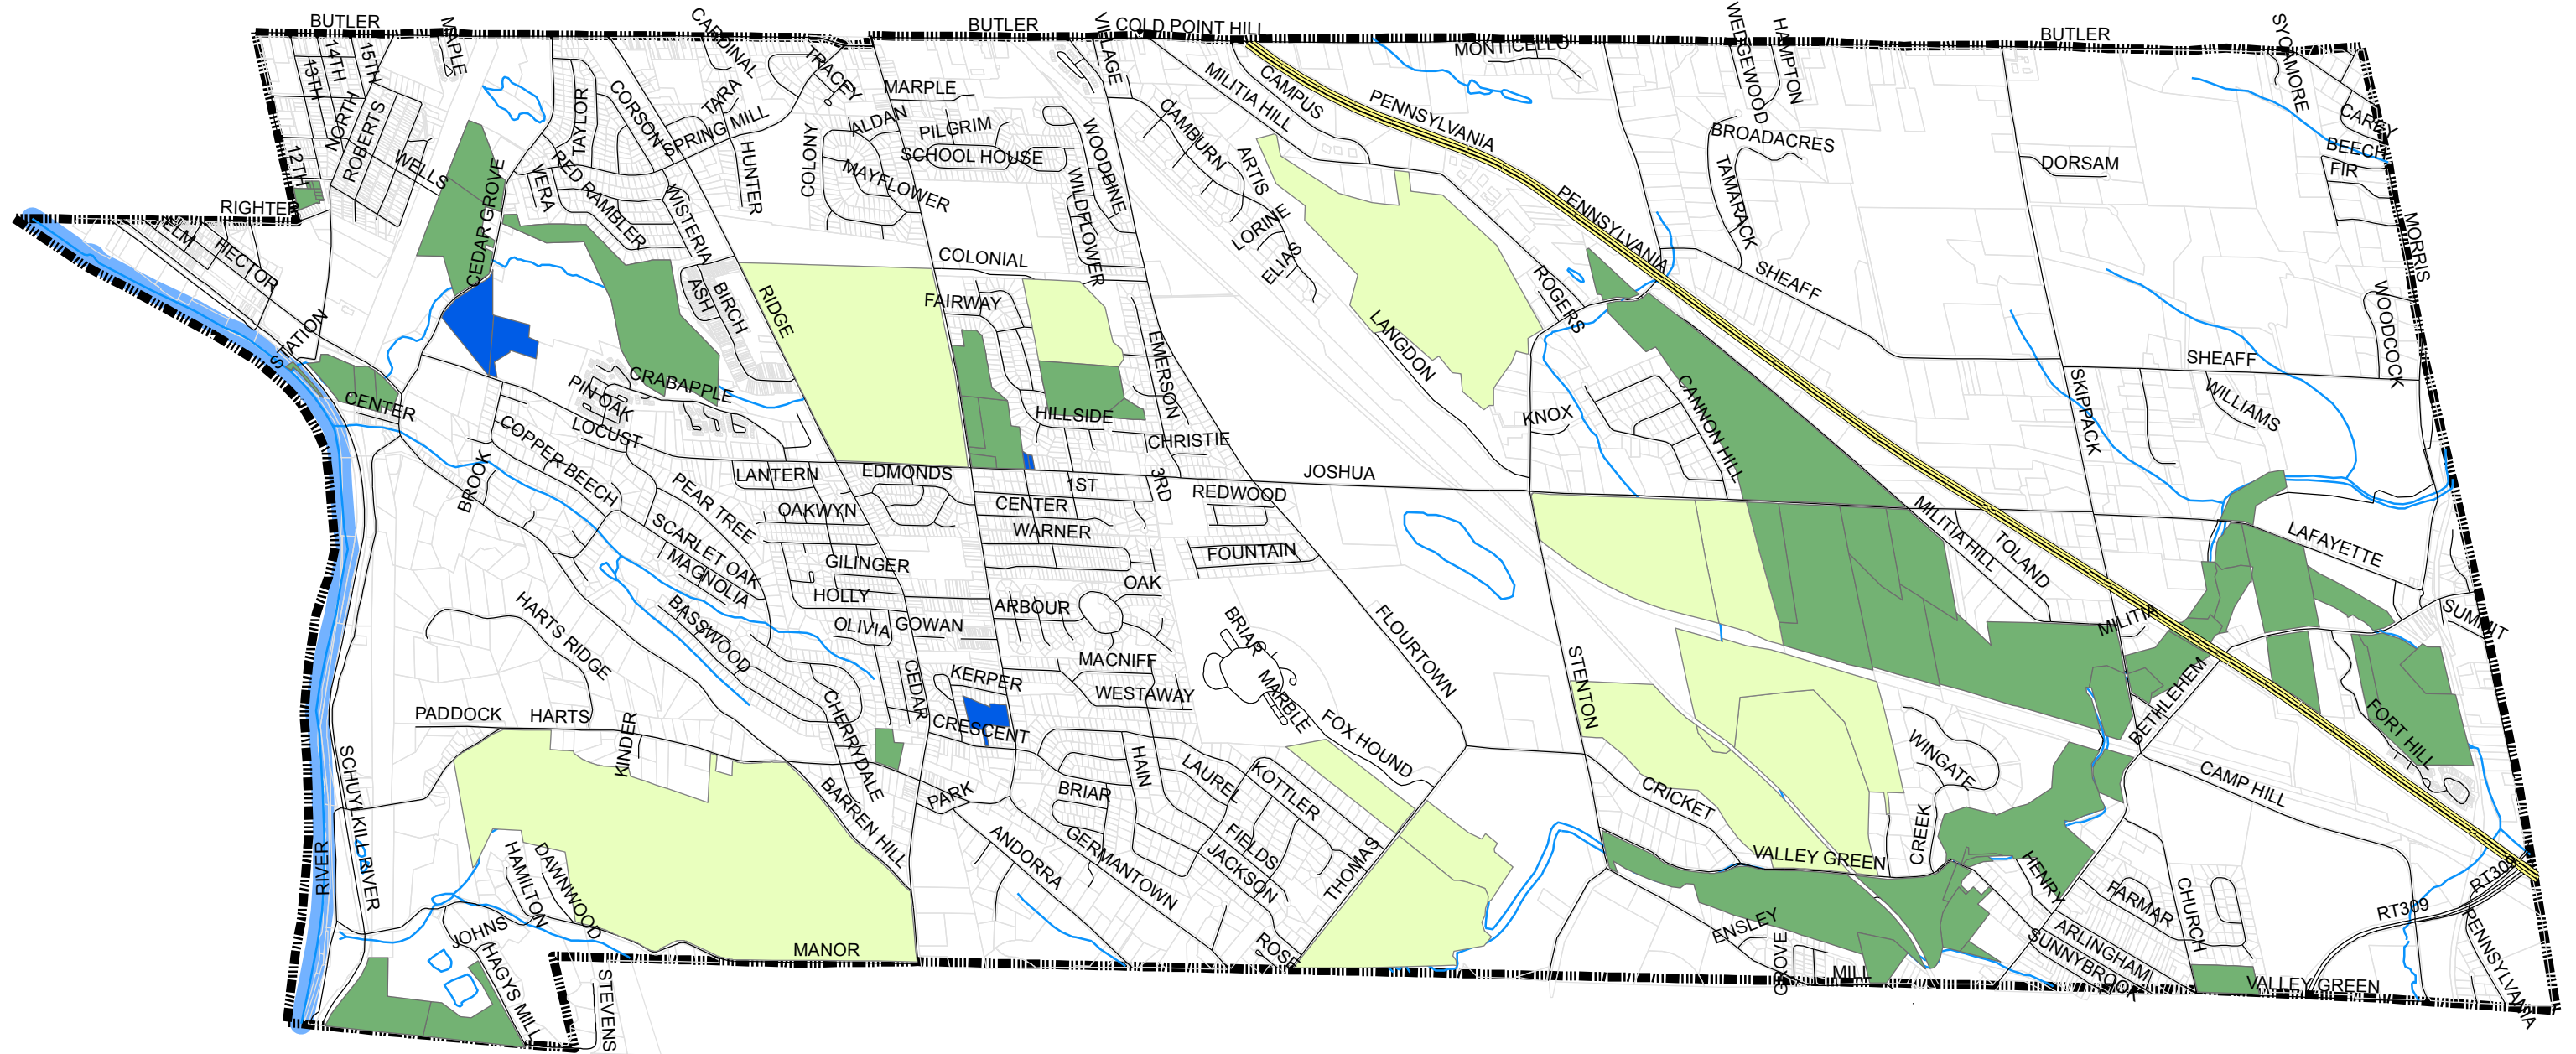 BUTLER
BUTLER
COLD POINT HILL
BUTLER
MAPLE
CARDINAL
VILLAGE
WEDGEWOOD
HAMPTON
SYCAMORE
13TH
14TH
15TH
TRACEY
MONTICELLO
NORTH
ROBERTS
TAYLOR
CORSON
TARA
SPRING MILL
MARPLE
ALDAN
PILGRIM
SCHOOL HOUSE
COLONY
MAYFLOWER
WOODBINE
WILDFLOWER
CAMBURN
MILITIA HILL
CAMPUS
PENNSYLVANIA
BROADACRES
TAMARACK
DORSAM
CAREY
BEECH
FIR
MORRIS
12TH
WELLS
RIGHTER
CEDAR GROVE
VERA
RED RAMBLER
WISTERIA
HUNTER
ARTIS
LORINE
ELIAS
PENNSYLVANIA
SHEAFF
ELM
HECTOR
STATION
ASH
BIRCH
RIDGE
COLONIAL
FAIRWAY
EMERSON
LANGDON
ROGERS
SHEAFF
WOODCOCK
WILLIAMS
SKIPPACK
CENTER
PIN OAK
CRABAPPLE
LOCUST
HILLSIDE
CHRISTIE
KNOX
CANNON HILL
BROOK
COPPER BEECH
PEAR TREE
LANTERN
EDMONDS
1ST
3RD
JOSHUA
REDWOOD
CENTER
OAKWYN
WARNER
FOUNTAIN
MILITIA HILL
TOLAND
LAFAYETTE
SCARLET OAK
MAGNOLIA
GILINGER
HOLLY
OAK
ARBOUR
OLIVIA
GOWAN
BASSWOOD
HARTS RIDGE
BRIAR
MARBLE
FLOURTOWN
MILITIA
SUMMIT
MACNIFF
WESTAWAY
KERPER
CEDAR
CRESCENT
STENTON
BETHLEHEM
FORT HILL
PADDOCK
HARTS
KINDER
CHERRYDALE
FOX HOUND
WINGATE
CAMP HILL
SCHUYLKILL RIVER
RIVER
BARREN HILL
PARK
BRIAR
HAIN
LAUREL
KOTTLER
CRICKET
CREEK
ANDORRA
GERMANTOWN
FIELDS
JACKSON
THOMAS
VALLEY GREEN
HENRY
FARMAR
CHURCH
RT309
RT309
HAMILTON
DAWNWOOD
JOHNS
HAGYS MILL
STEVENS
MANOR
ROSE
ENSLEY
GROVE
MILL
ARLINGHAM
SUNNYBROOK
VALLEY GREEN
PENNSYLVANIA